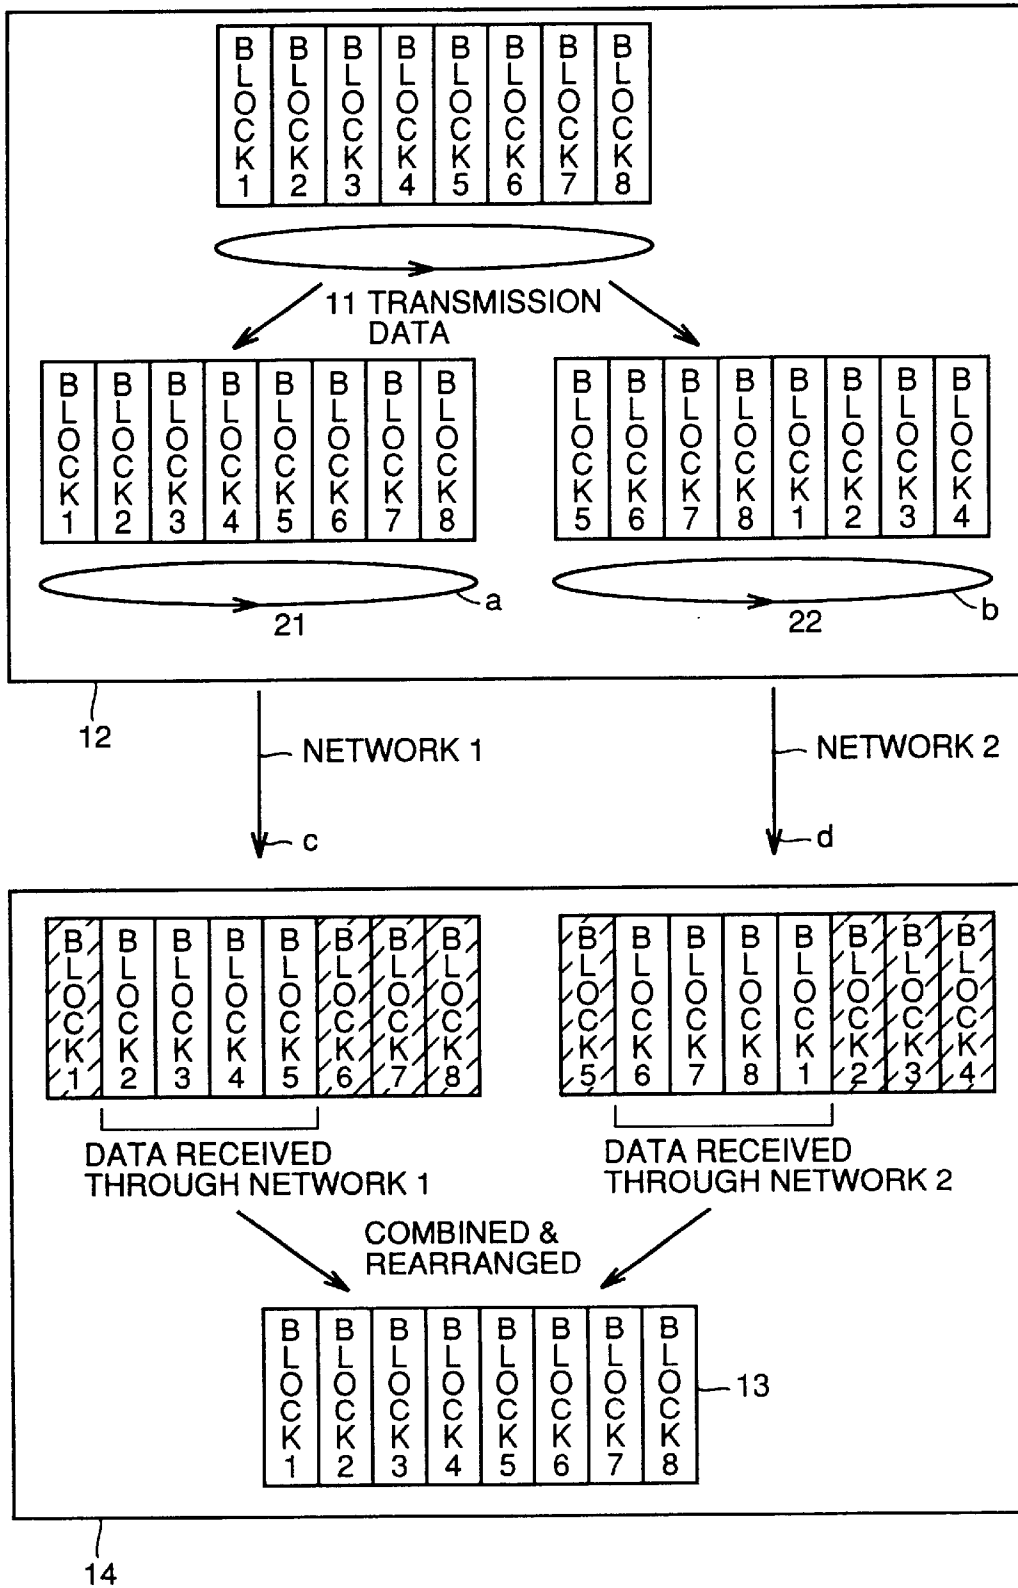 BLOCK1 BLOCK2 BLOCK3 BLOCK4 BLOCK5 BLOCK6 BLOCK7 BLOCK8
11 TRANSMISSION
DATA
BLOCK1 BLOCK2 BLOCK3 BLOCK4 BLOCK5 BLOCK6 BLOCK7 BLOCK8
BLOCK5 BLOCK6 BLOCK7 BLOCK8 BLOCK1 BLOCK2 BLOCK3 BLOCK4
a
21
b
22
12
NETWORK 1
NETWORK 2
c
d
BLOCK1 BLOCK2 BLOCK3 BLOCK4 BLOCK5 BLOCK6 BLOCK7 BLOCK8
BLOCK5 BLOCK6 BLOCK7 BLOCK8 BLOCK1 BLOCK2 BLOCK3 BLOCK4
DATA RECEIVED
THROUGH NETWORK 1
DATA RECEIVED
THROUGH NETWORK 2
COMBINED &
REARRANGED
BLOCK1 BLOCK2 BLOCK3 BLOCK4 BLOCK5 BLOCK6 BLOCK7 BLOCK8
13
14